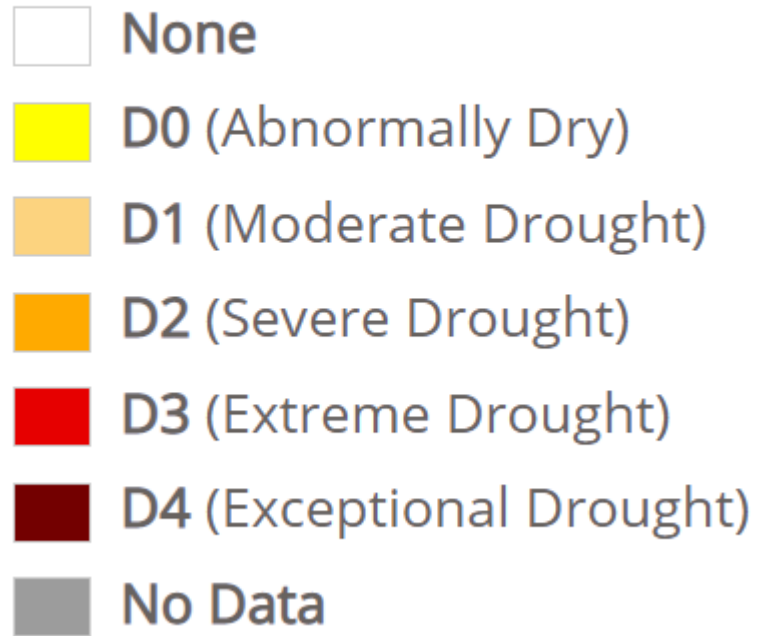 None
D0 (Abnormally Dry)
D1 (Moderate Drought)
D2 (Severe Drought)
D3 (Extreme Drought)
D4 (Exceptional Drought)
No Data